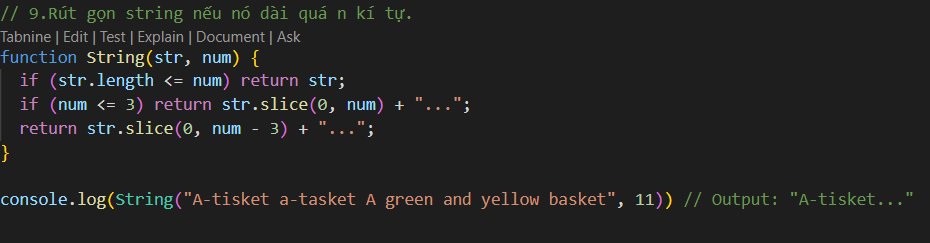 // 9.Rút gọn string nếu nó dài quá n kí tự.
Tabnine | Edit | Test | Explain | Document | Ask
function String(str, num) {
  if (str.length <= num) return str;
  if (num <= 3) return str.slice(0, num) + "...";
  return str.slice(0, num - 3) + "...";
}
console.log(String("A-tisket a-tasket A green and yellow basket", 11)) // Output: "A-tisket..."